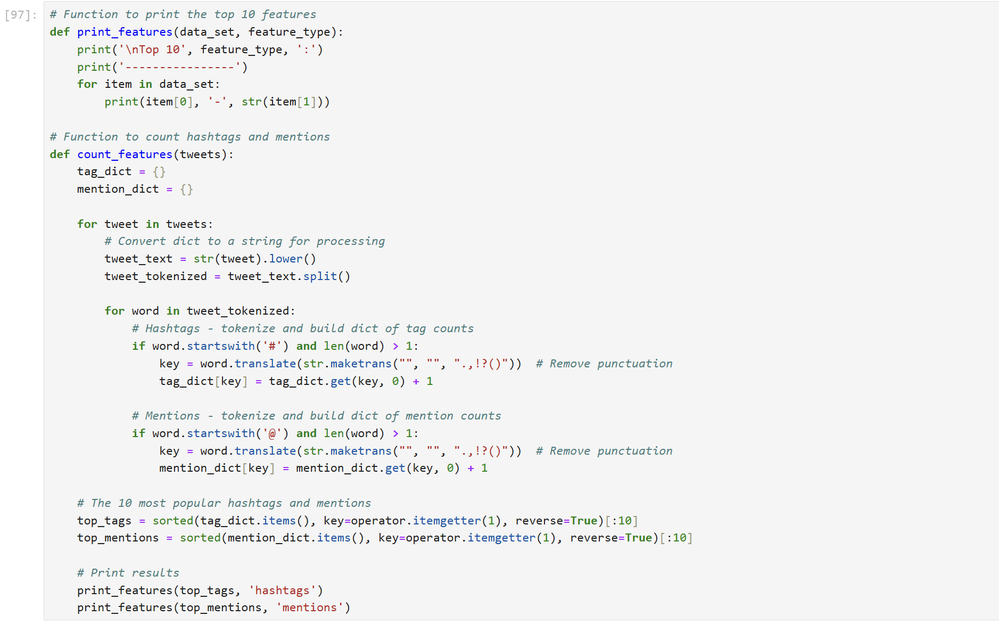 [97]:
# Function to print the top 10 features
def print_features(data_set, feature_type):
    print('\nTop 10', feature_type, ':')
    print('----------------')
    for item in data_set:
        print(item[0], '-', str(item[1]))

# Function to count hashtags and mentions
def count_features(tweets):
    tag_dict = {}
    mention_dict = {}

    for tweet in tweets:
        # Convert dict to a string for processing
        tweet_text = str(tweet).lower()
        tweet_tokenized = tweet_text.split()

        for word in tweet_tokenized:
            # Hashtags - tokenize and build dict of tag counts
            if word.startswith('#') and len(word) > 1:
                key = word.translate(str.maketrans("", "", ".,!?()"))  # Remove punctuation
                tag_dict[key] = tag_dict.get(key, 0) + 1

            # Mentions - tokenize and build dict of mention counts
            if word.startswith('@') and len(word) > 1:
                key = word.translate(str.maketrans("", "", ".,!?()"))  # Remove punctuation
                mention_dict[key] = mention_dict.get(key, 0) + 1

    # The 10 most popular hashtags and mentions
    top_tags = sorted(tag_dict.items(), key=operator.itemgetter(1), reverse=True)[:10]
    top_mentions = sorted(mention_dict.items(), key=operator.itemgetter(1), reverse=True)[:10]

    # Print results
    print_features(top_tags, 'hashtags')
    print_features(top_mentions, 'mentions')